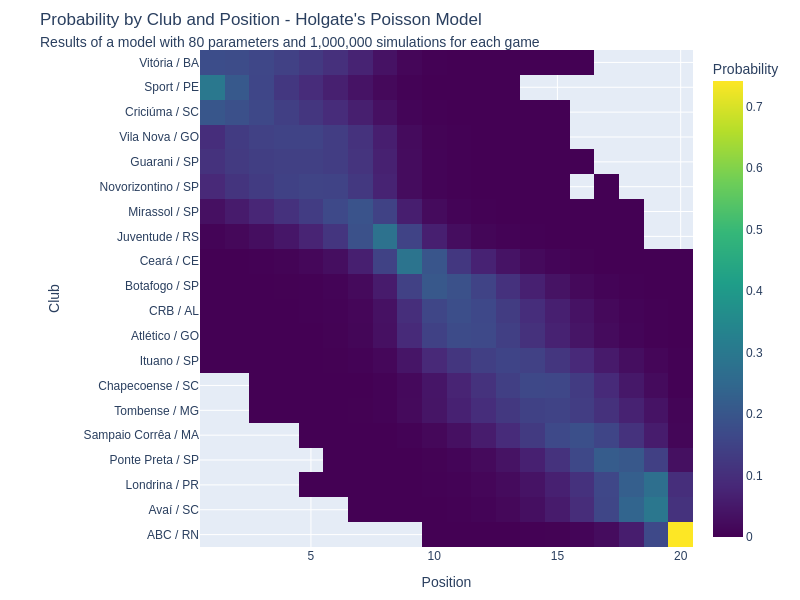 Probability by Club and Position - Holgate's Poisson Model
Results of a model with 80 parameters and 1,000,000 simulations for each game
Probability
Vitória / BA
Sport / PE
Criciúma / SC
Vila Nova / GO
Guarani / SP
Novorizontino / SP
Mirassol / SP
Juventude / RS
Ceará / CE
Botafogo / SP
CRB / AL
Atlético / GO
Ituano / SP
Chapecoense / SC
Tombense / MG
Sampaio Corrêa / MA
Ponte Preta / SP
Londrina / PR
Avaí / SC
ABC / RN
Club
5
10
15
20
Position
0.7
0.6
0.5
0.4
0.3
0.2
0.1
0